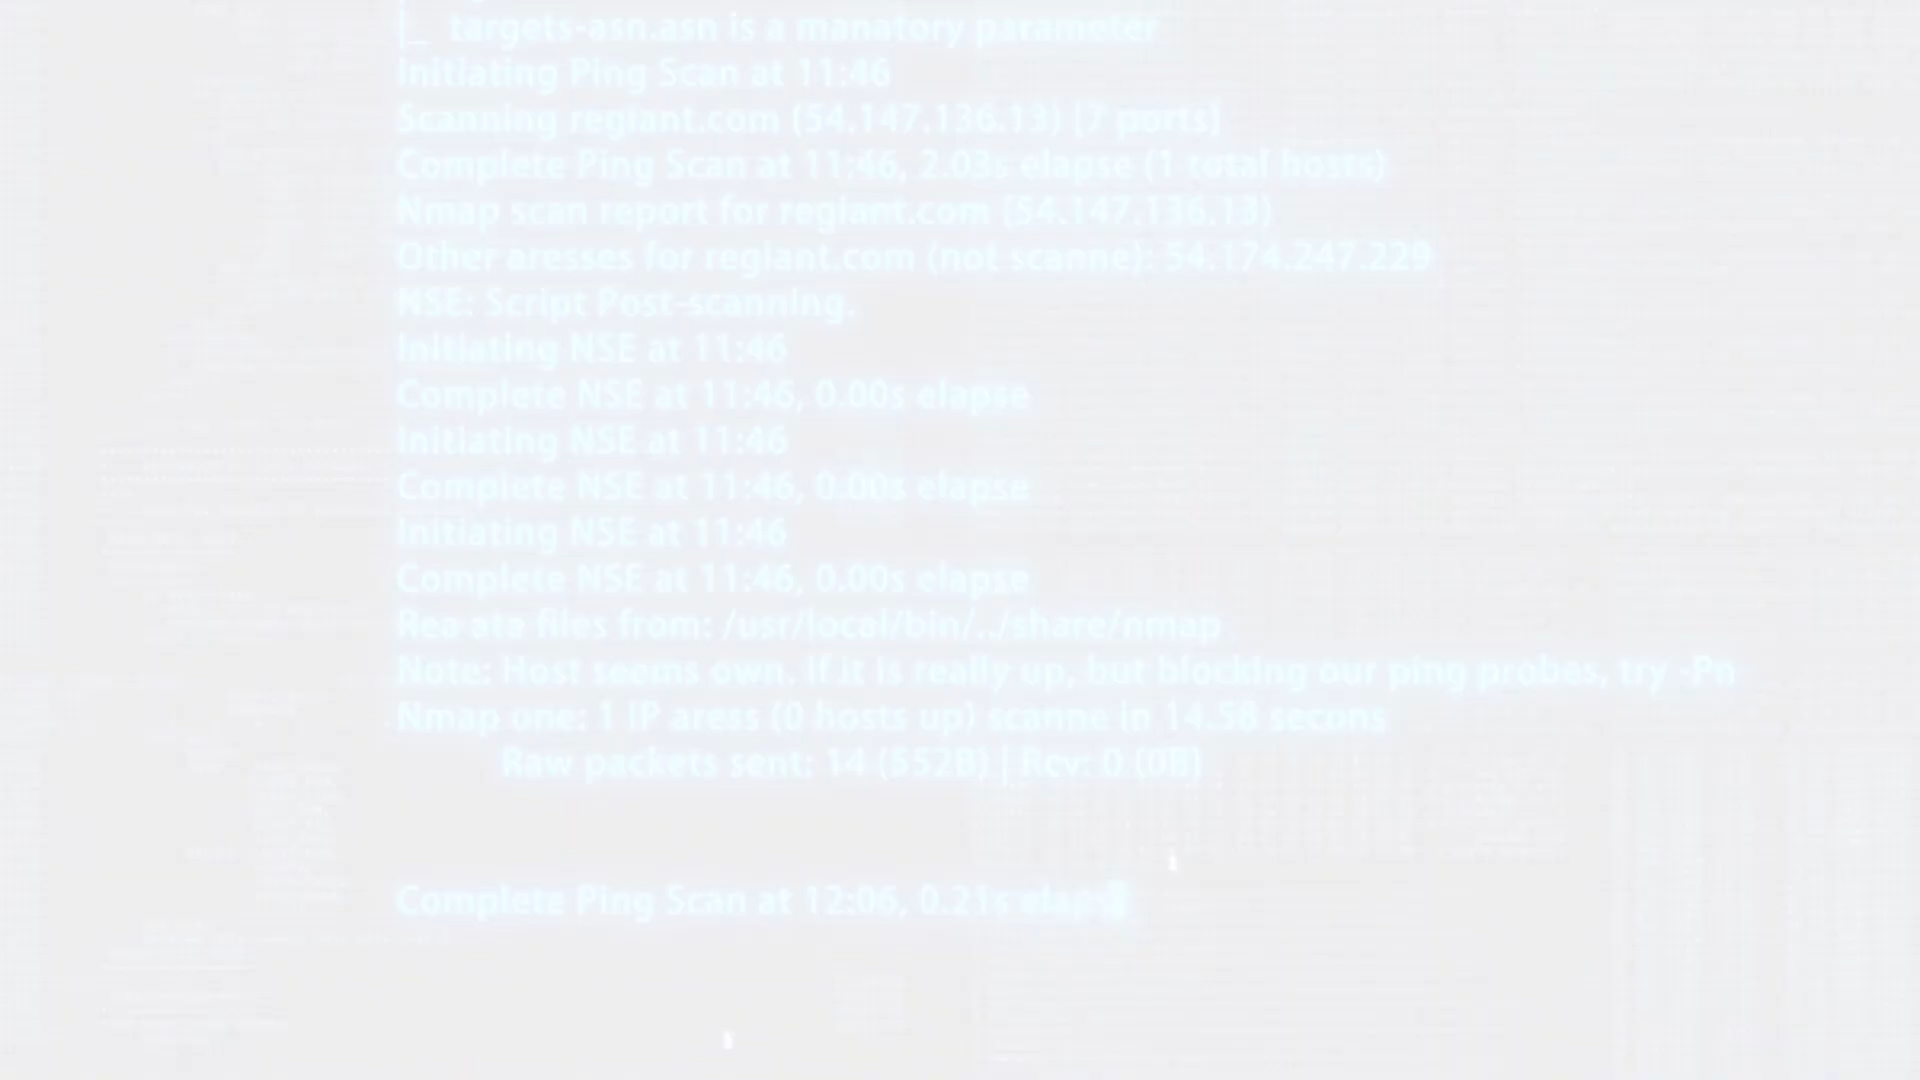 |_ targets-asn.asn is a manatory parameter
Initiating Ping Scan at 11:46
Scanning regiant.com (54.147.136.13) [7 ports]
Complete Ping Scan at 11:46, 2.03s elapse (1 total hosts)
Nmap scan report for regiant.com (54.147.136.13)
Other aresses for regiant.com (not scanne): 54.174.247.229
NSE: Script Post-scanning.
Initiating NSE at 11:46
Complete NSE at 11:46, 0.00s elapse
Initiating NSE at 11:46
Complete NSE at 11:46, 0.00s elapse
Initiating NSE at 11:46
Complete NSE at 11:46, 0.00s elapse
Rea ata files from: /usr/local/bin/../share/nmap
Note: Host seems own. If it is really up, but blocking our ping probes, try -Pn
Nmap one: 1 IP aress (0 hosts up) scanne in 14.58 secons
Raw packets sent: 14 (552B) | Rcv: 0 (0B)
Complete Ping Scan at 12:06, 0.21s elaps